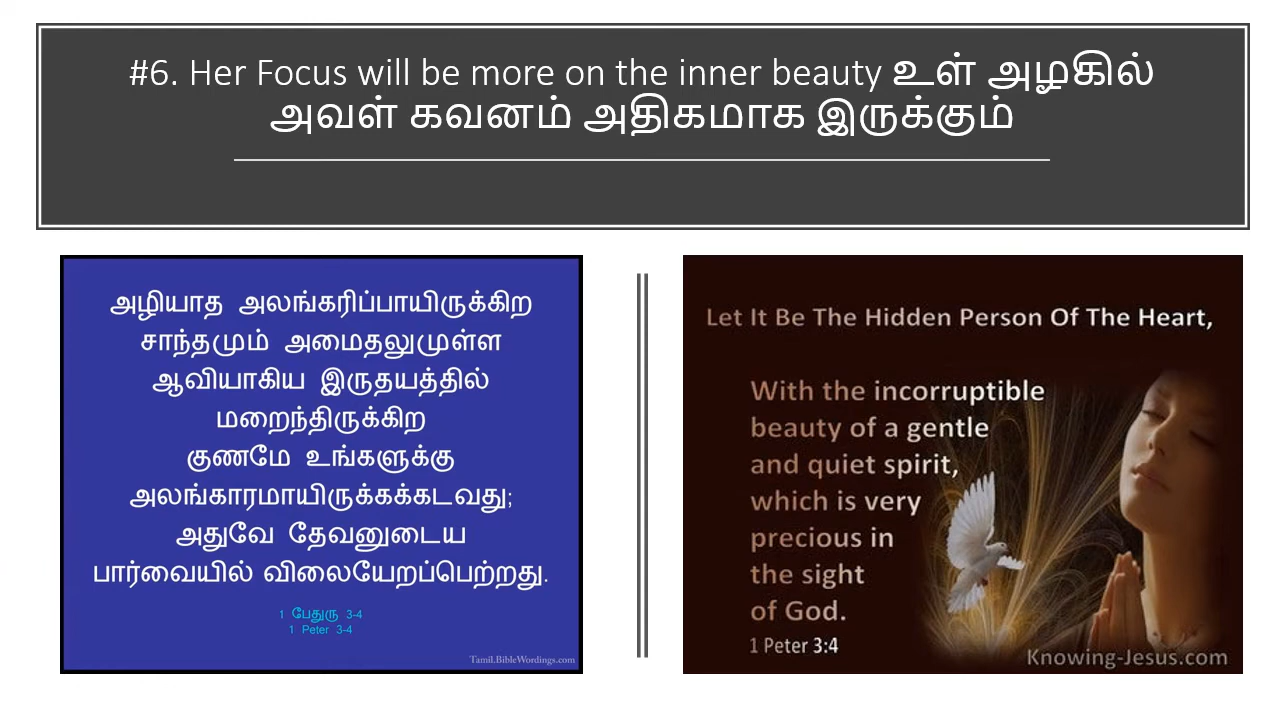 #6. Her Focus will be more on the inner beauty உள் அழகில்
அவள் கவனம் அதிகமாக இருக்கும்
அழியாத அலங்கரிப்பாயிருக்கிற
சாந்தமும் அமைதலுமுள்ள
ஆவியாகிய இருதயத்தில்
மறைந்திருக்கிற
குணமே உங்களுக்கு
அலங்காரமாயிருக்கக்கடவது;
அதுவே தேவனுடைய
பார்வையில் விலையேறப்பெற்றது.
1 பேதுரு 3-4
1 Peter 3-4
Tamil.BibleWordings.com
Let It Be The Hidden Person Of The Heart,
With the incorruptible
beauty of a gentle
and quiet spirit,
which is very
precious in
the sight
of God.
1 Peter 3:4
Knowing-Jesus.com